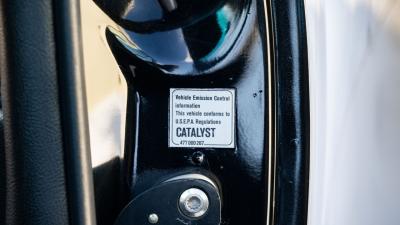 Vehicle Emission Control
information
This vehicle conforms to
U.S.E.P.A. Regulations
CATALYST
477 000 207